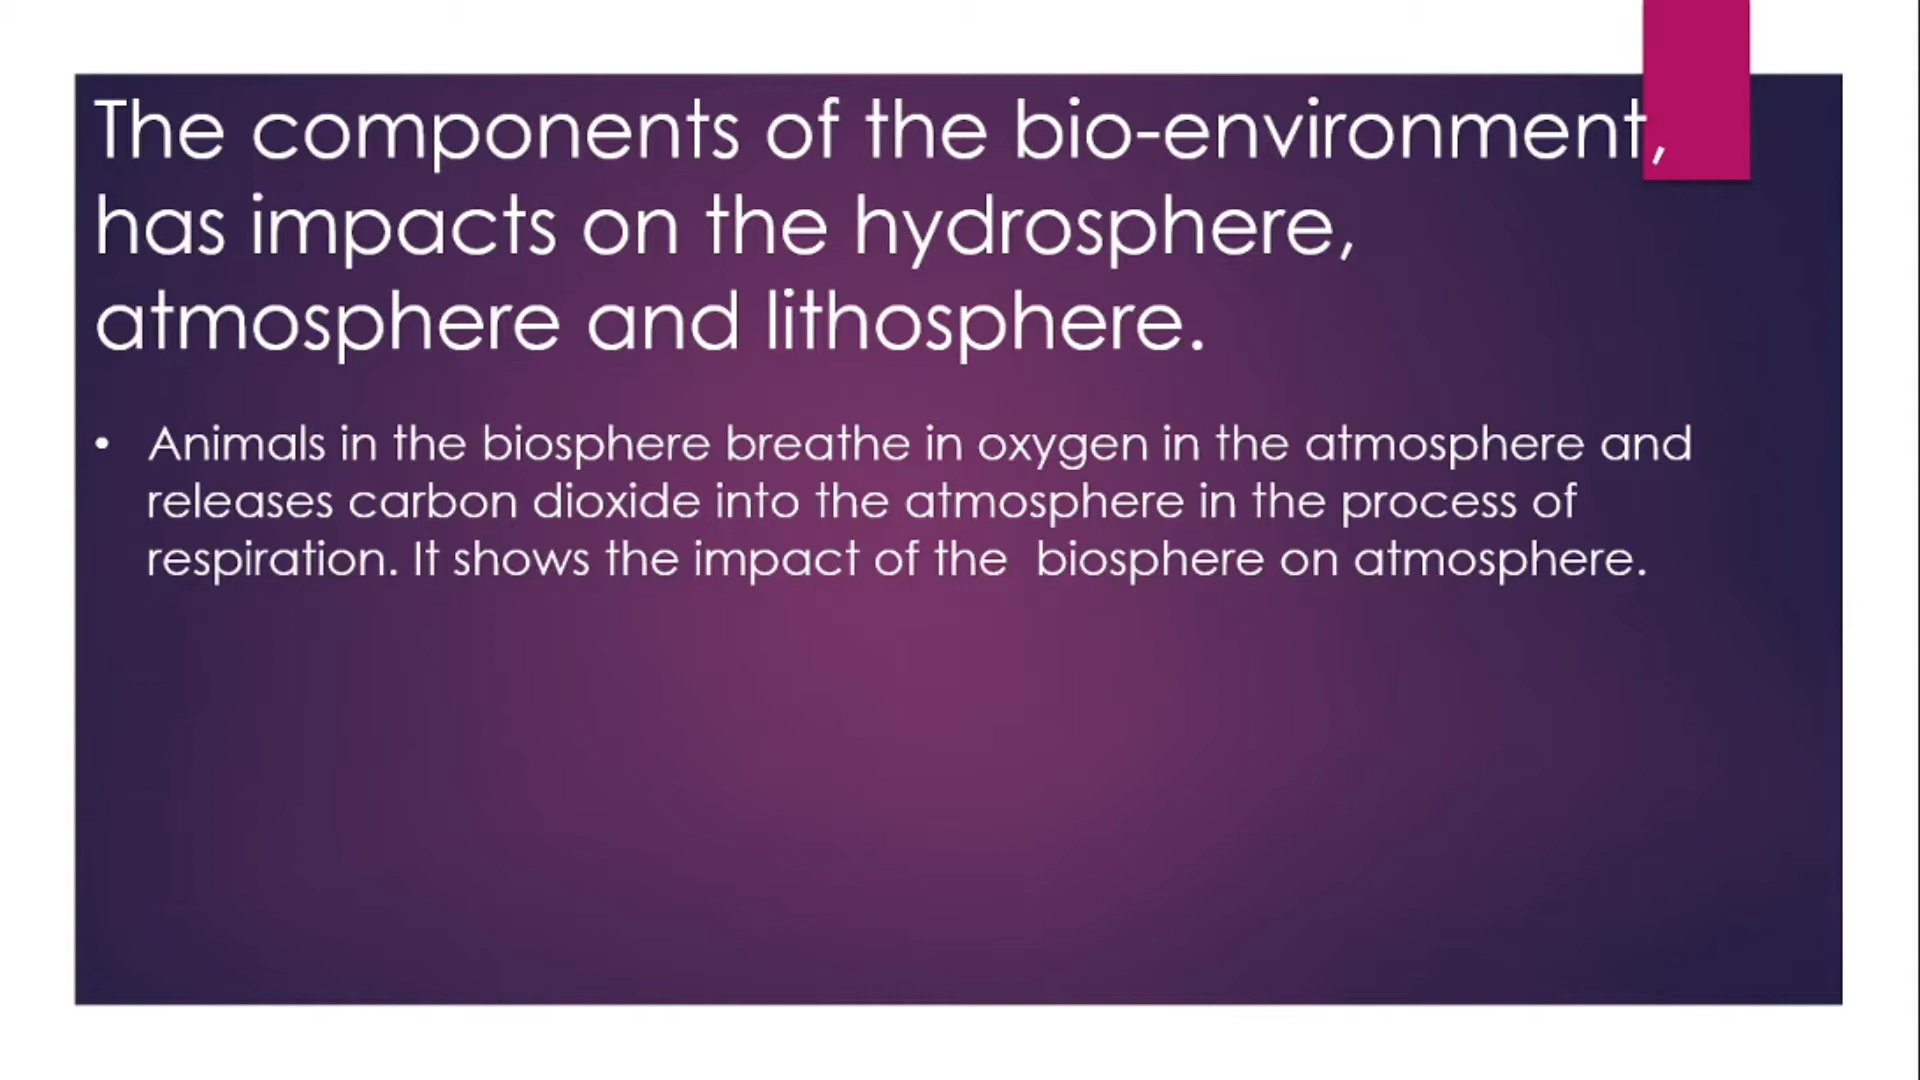 The components of the bio-environment,
has impacts on the hydrosphere,
atmosphere and lithosphere.
• Animals in the biosphere breathe in oxygen in the atmosphere and
releases carbon dioxide into the atmosphere in the process of
respiration. It shows the impact of the  biosphere on atmosphere.